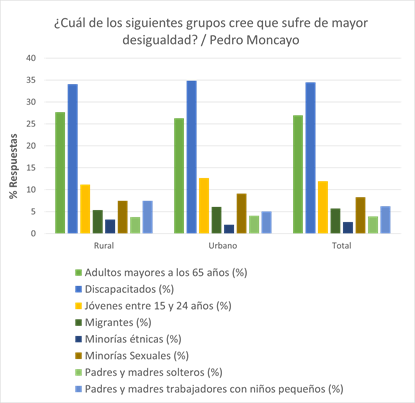 ¿Cuál de los siguientes grupos cree que sufre de mayor
desigualdad? / Pedro Moncayo
% Respuestas
40
35
30
25
20
15
10
5
0
Rural
Urbano
Total
Adultos mayores a los 65 años (%)
Discapacitados (%)
Jóvenes entre 15 y 24 años (%)
Migrantes (%)
Minorías étnicas (%)
Minorías Sexuales (%)
Padres y madres solteros (%)
Padres y madres trabajadores con niños pequeños (%)